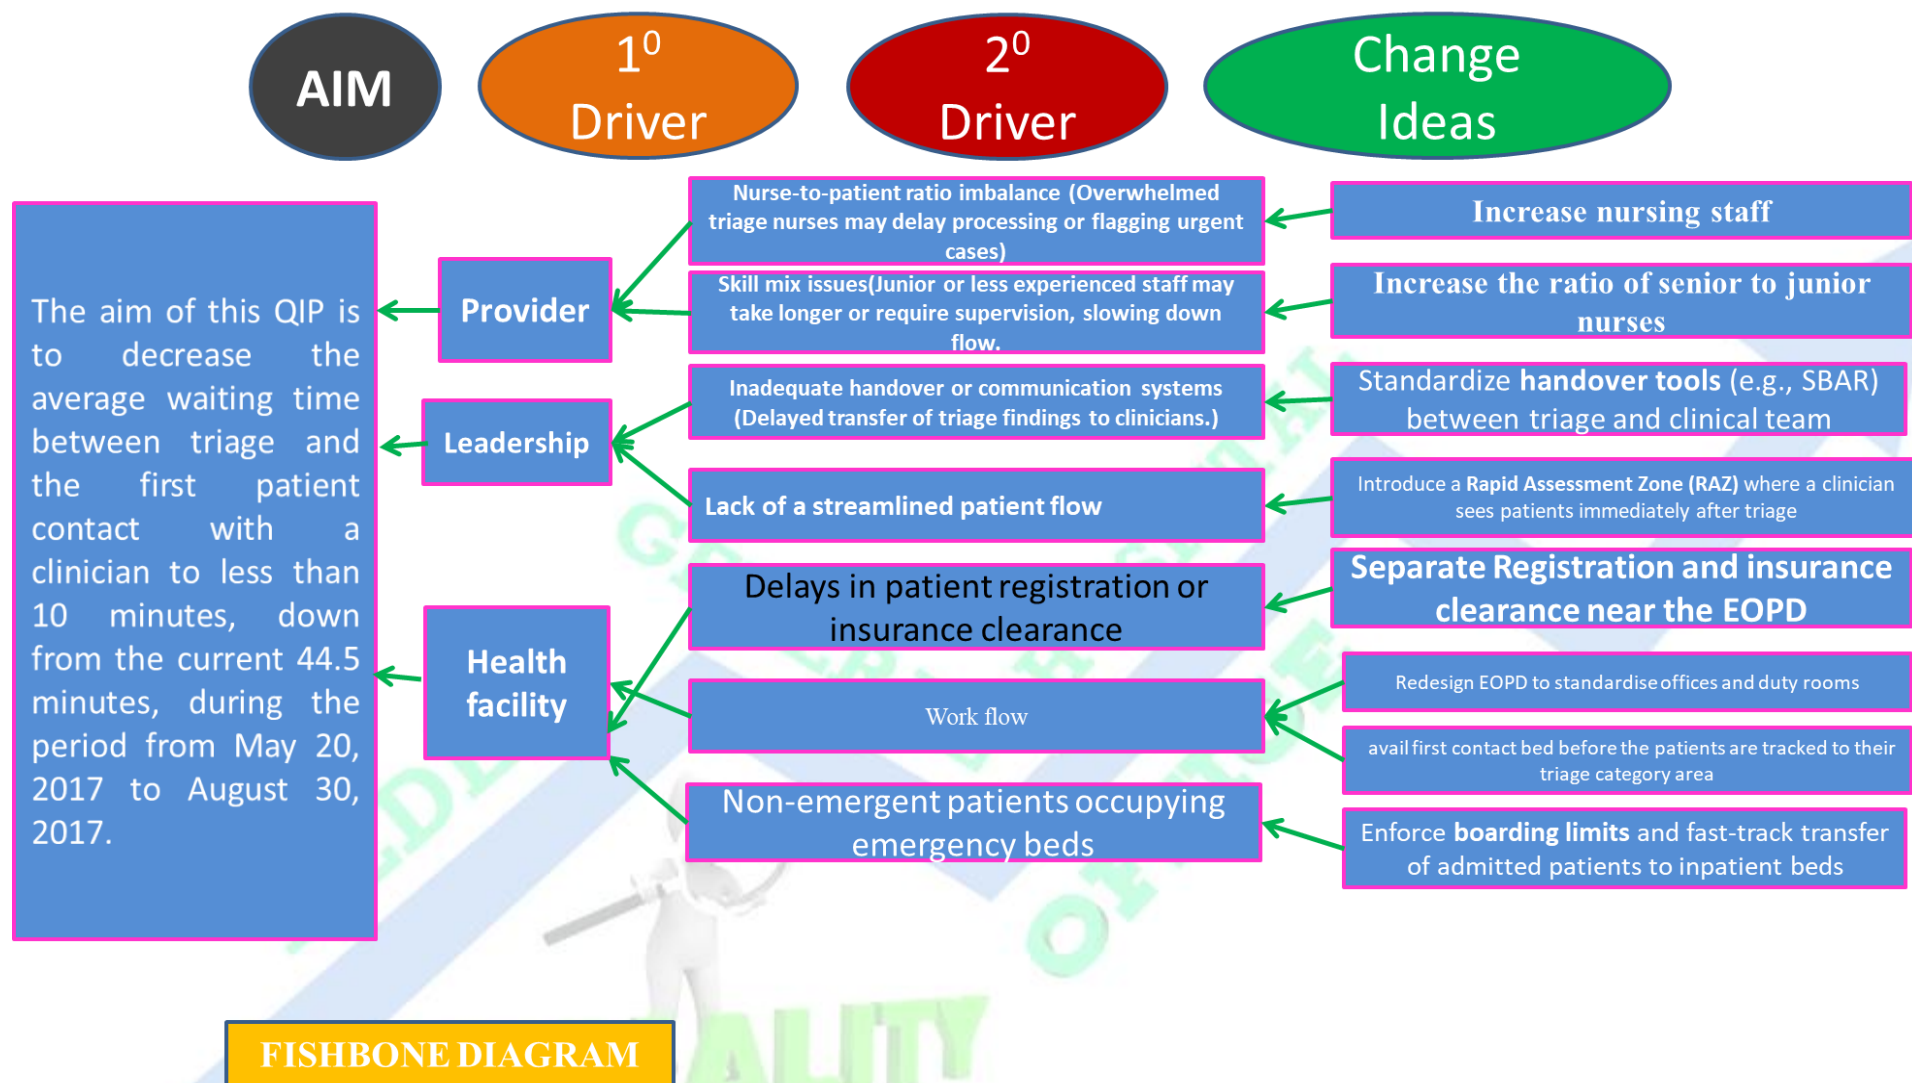 AIM
1⁰
Driver
2⁰
Driver
Change
Ideas
The aim of this QIP is
to decrease the
average waiting time
between triage and
the first patient
contact with a
clinician to less than
10 minutes, down
from the current 44.5
minutes, during the
period from May 20,
2017 to August 30,
2017.
Provider
Leadership
Health
facility
Nurse-to-patient ratio imbalance (Overwhelmed
triage nurses may delay processing or flagging urgent
cases)
Skill mix issues(Junior or less experienced staff may
take longer or require supervision, slowing down
flow.
Inadequate handover or communication systems
(Delayed transfer of triage findings to clinicians.)
Lack of a streamlined patient flow
Delays in patient registration or
insurance clearance
Work flow
Non-emergent patients occupying
emergency beds
Increase nursing staff
Increase the ratio of senior to junior
nurses
Standardize handover tools (e.g., SBAR)
between triage and clinical team
Introduce a Rapid Assessment Zone (RAZ) where a clinician
sees patients immediately after triage
Separate Registration and insurance
clearance near the EOPD
Redesign EOPD to standardise offices and duty rooms
avail first contact bed before the patients are tracked to their
triage category area
Enforce boarding limits and fast-track transfer
of admitted patients to inpatient beds
FISHBONE DIAGRAM